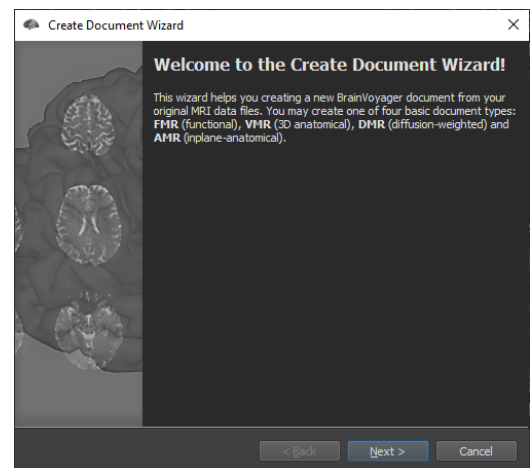 Create Document Wizard
Welcome to the Create Document Wizard!
This wizard helps you creating a new BrainVoyager document from your
original MRI data files. You may create one of four basic document types:
FMR (functional), VMR (3D anatomical), DMR (diffusion-weighted) and
AMR (inplane-anatomical).
< Back Next > Cancel